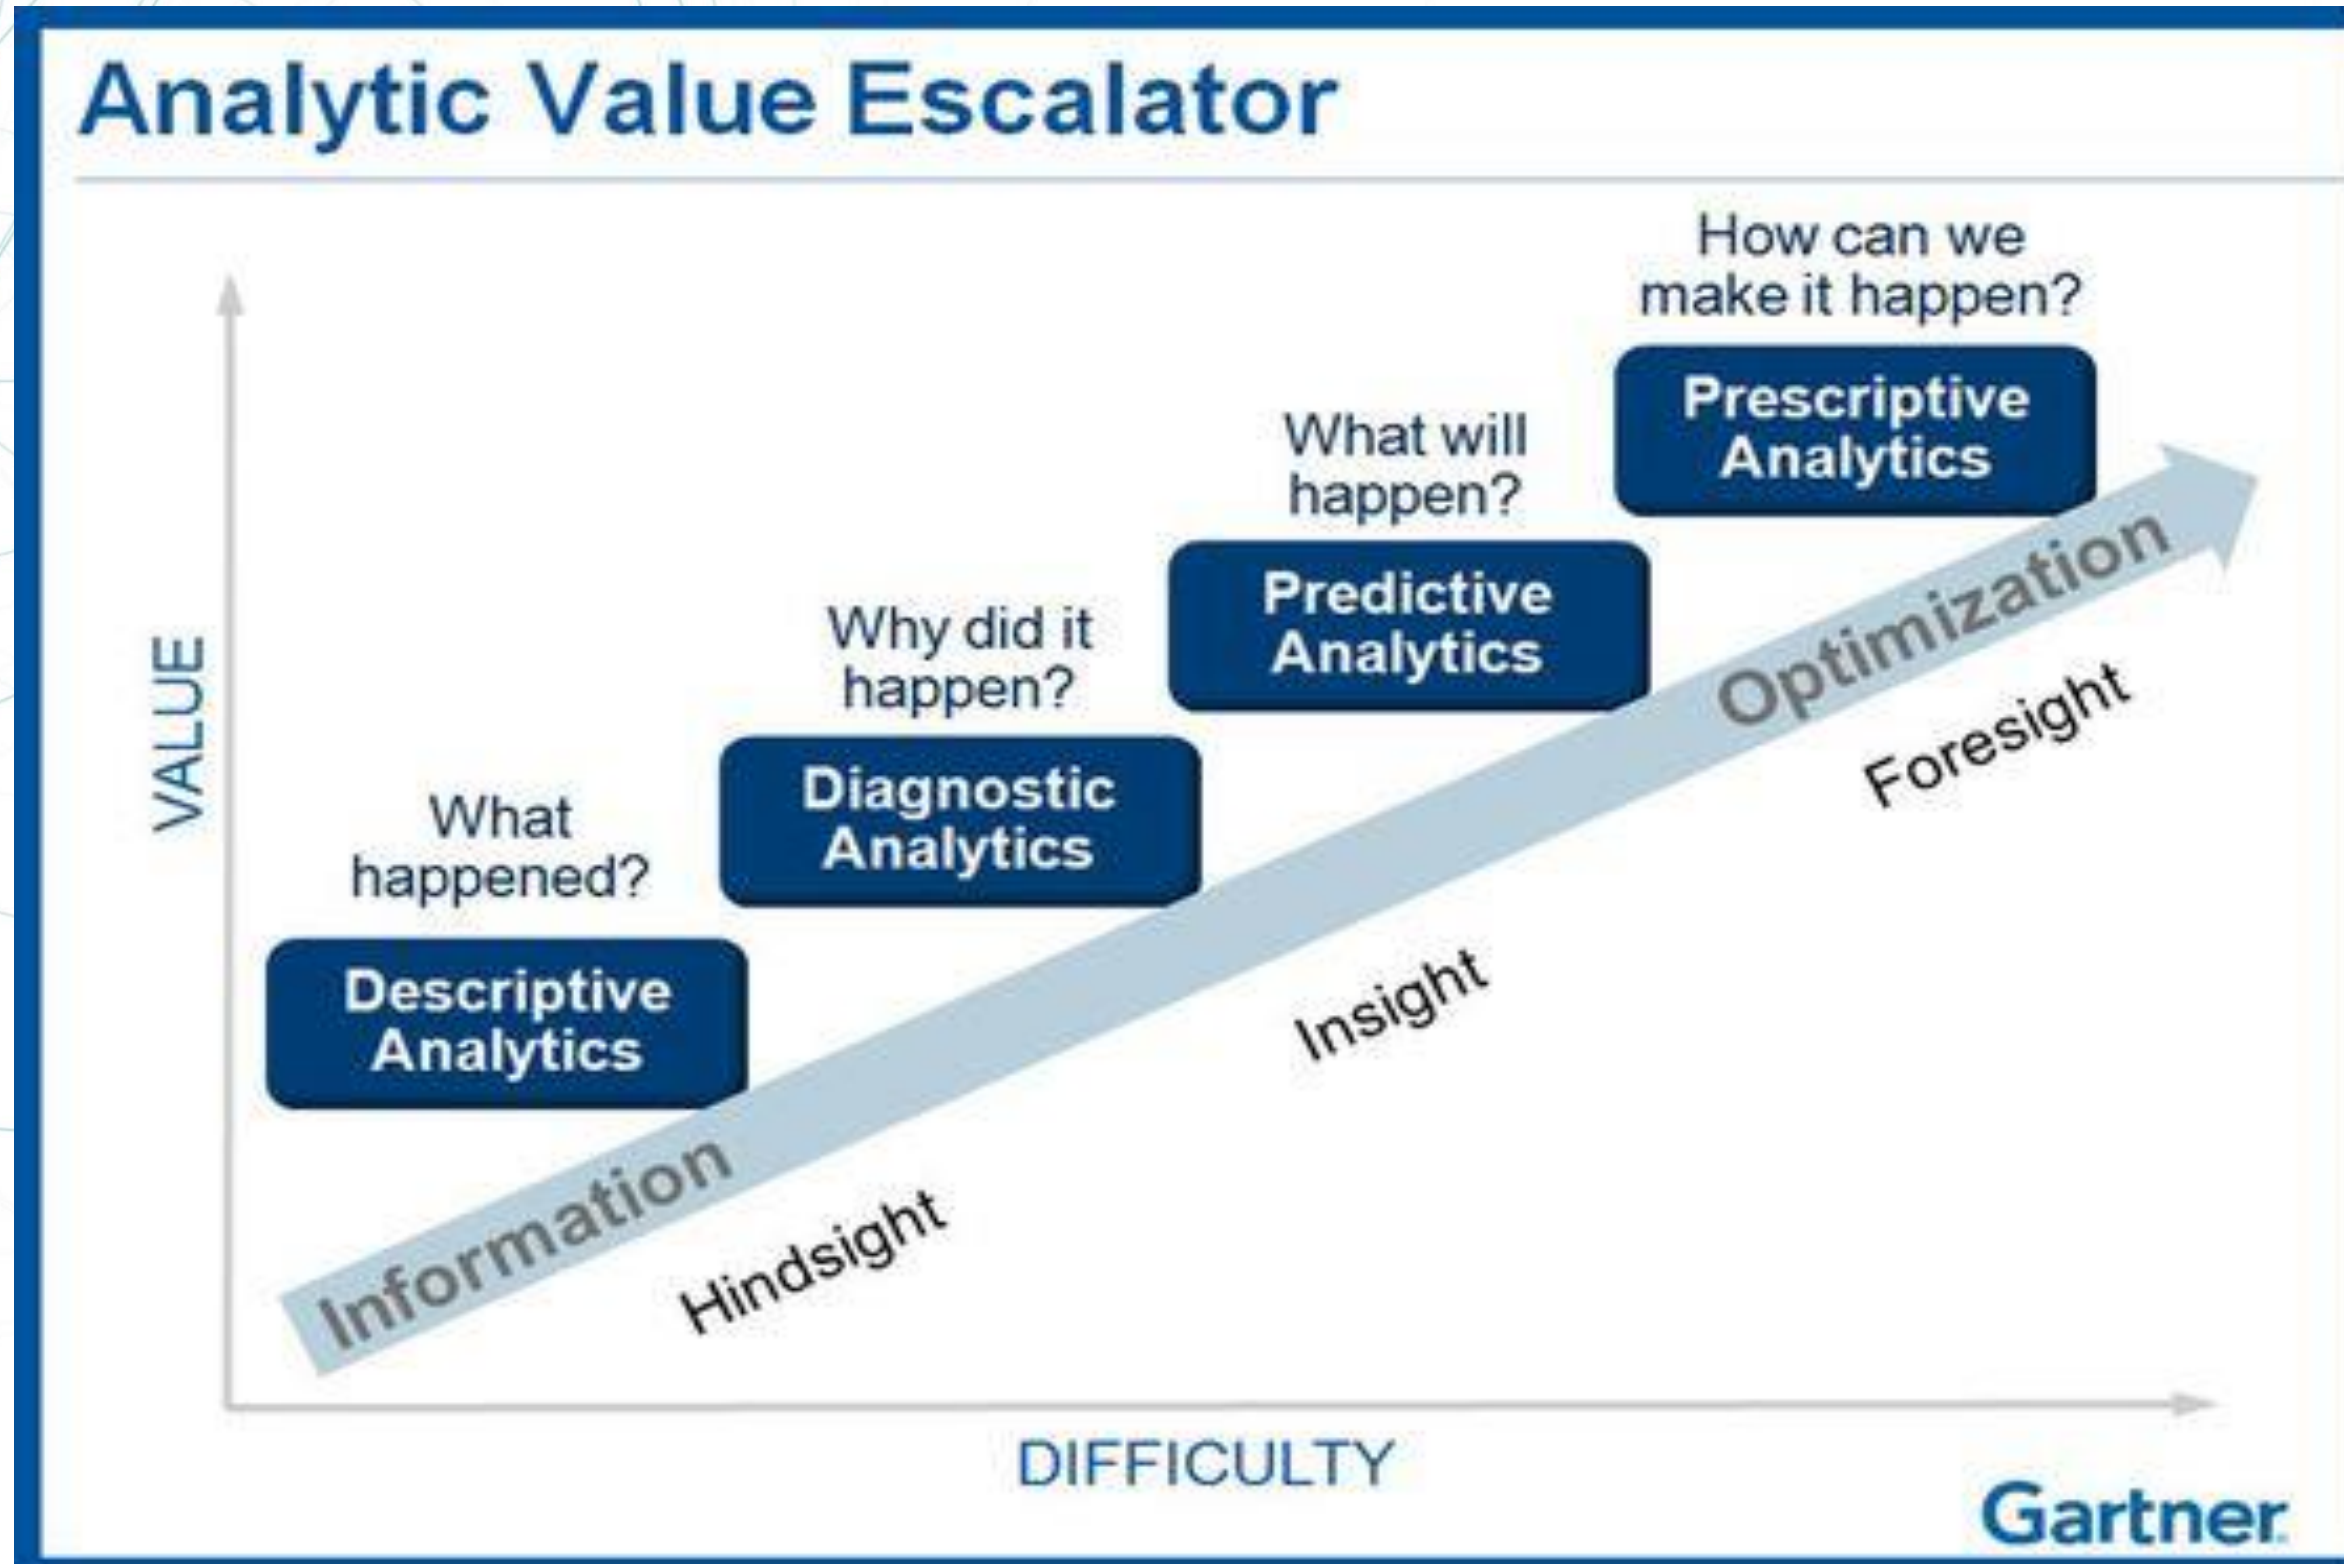 Analytic Value Escalator
How can we
make it happen?
Prescriptive
Analytics
What will
happen?
Predictive
Analytics
Why did it
happen?
Diagnostic
Analytics
What
happened?
Descriptive
Analytics
VALUE
Information
Optimization
Hindsight
Insight
Foresight
DIFFICULTY
Gartner